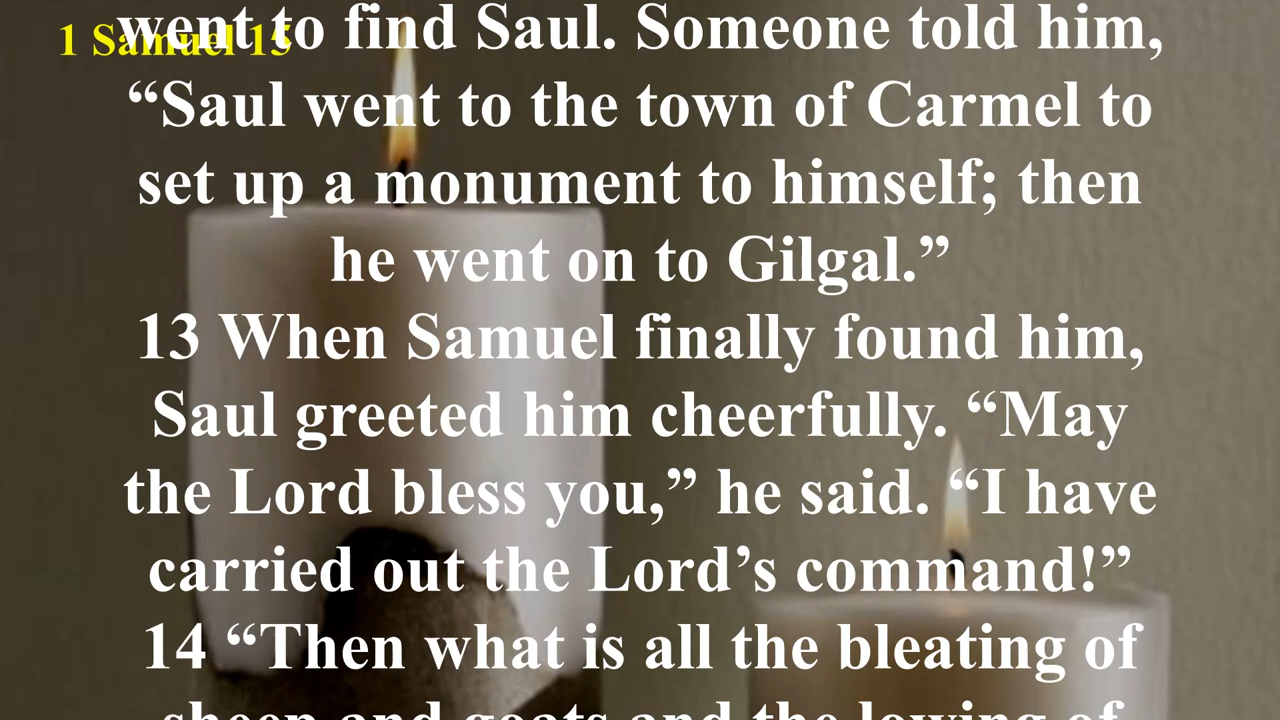 1 Samuel 15
went to find Saul. Someone told him,
“Saul went to the town of Carmel to
set up a monument to himself; then
he went on to Gilgal.”
13 When Samuel finally found him,
Saul greeted him cheerfully. “May
the Lord bless you,” he said. “I have
carried out the Lord’s command!”
14 “Then what is all the bleating of
sheep and goats and the lowing of